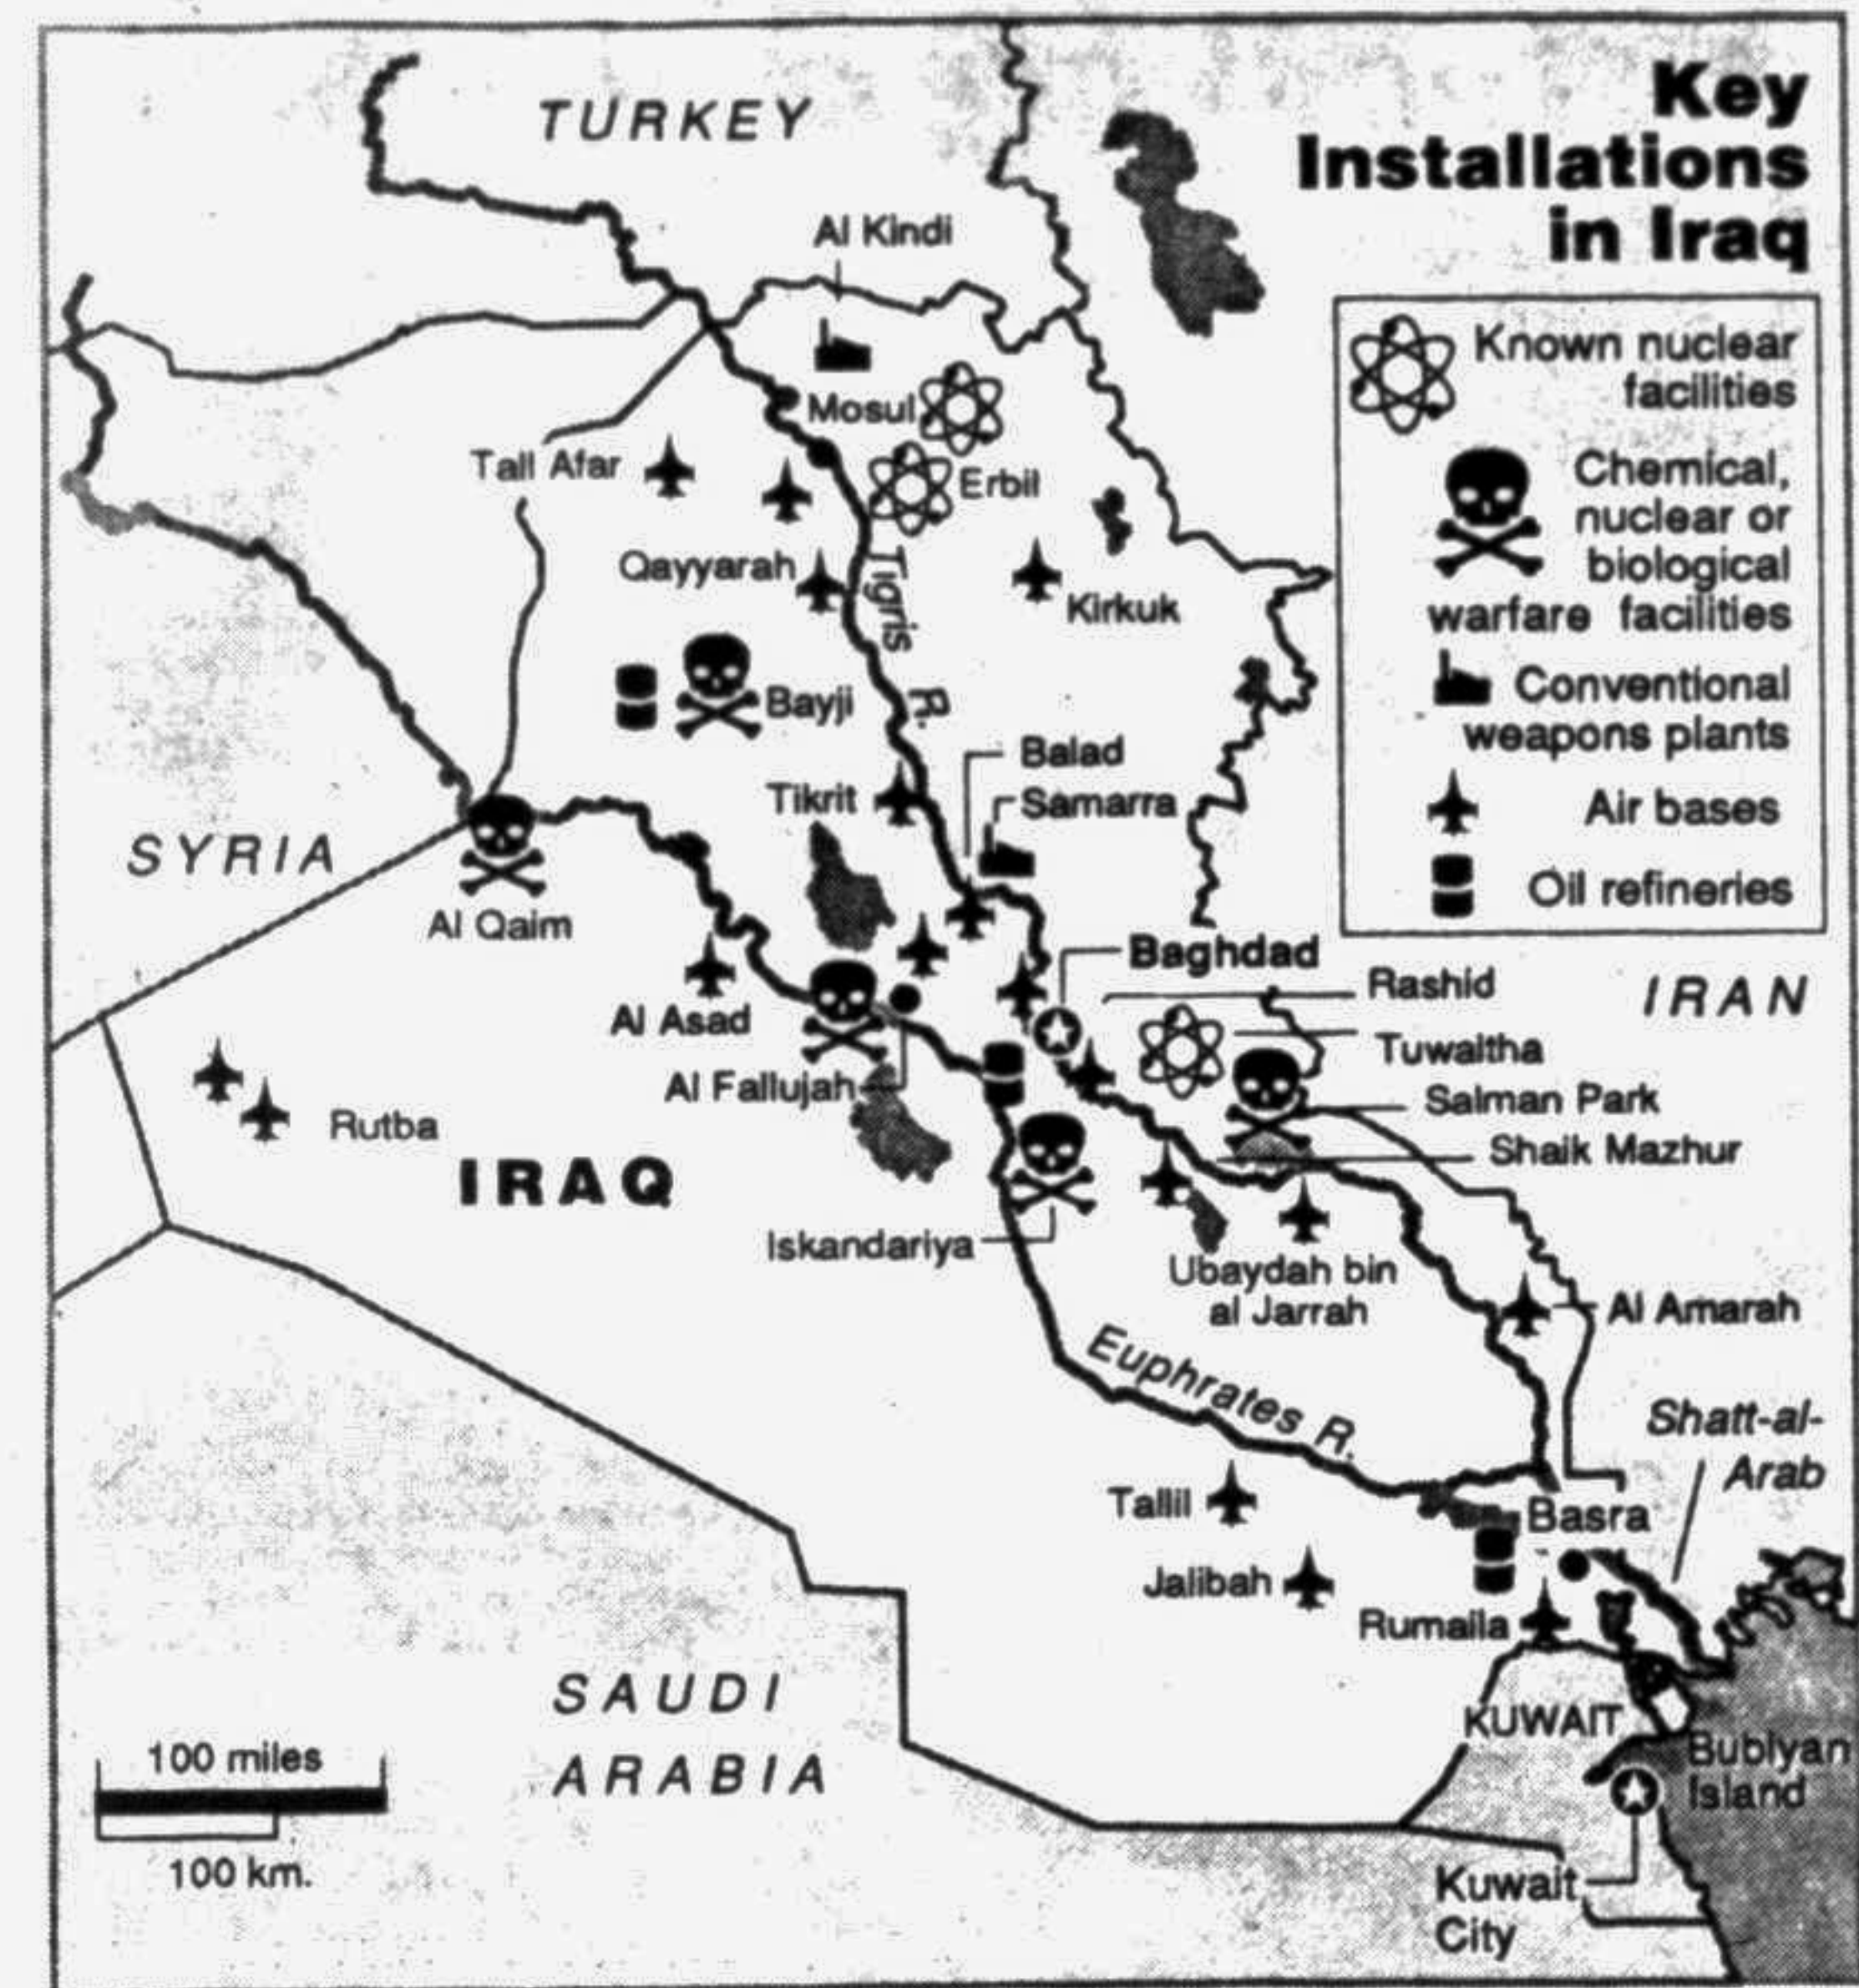 Key
Installations
in Iraq
Known nuclear
facilities
Chemical,
nuclear or
biological
warfare facilities
Conventional
weapons plants
Air bases
Oil refineries
TURKEY
Al Kindi
Mosul
Tall Afar
Erbil
Qayyarah
Kirkuk
Tigris
R.
Bayji
Balad
Tikrit
Samarra
SYRIA
Al Qaim
Baghdad
Rashid
IRAN
Al Asad
Tuwaitha
Al Fallujah
Salman Park
Rutba
Shaik Mazhur
IRAQ
Iskandariya
Ubaydah bin
al Jarrah
Al Amarah
Euphrates R.
Shatt-al-
Arab
Tallil
Basra
Jalibah
Rumaila
SAUDI
ARABIA
KUWAIT
Bubiyan
Island
100 miles
100 km.
Kuwait
City